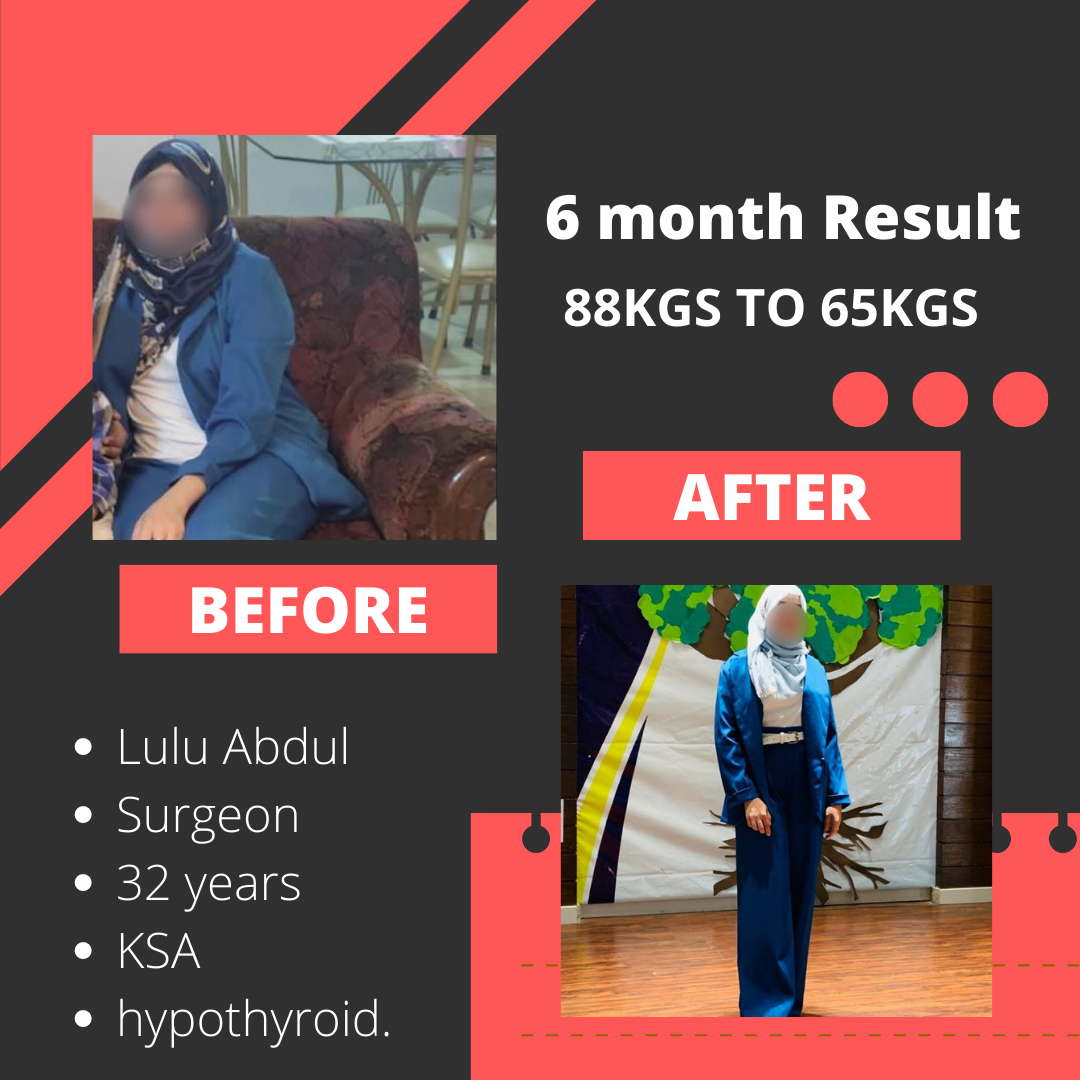 6 month Result
88KGS TO 65KGS
AFTER
BEFORE
Lulu Abdul
Surgeon
32 years
KSA
hypothyroid.